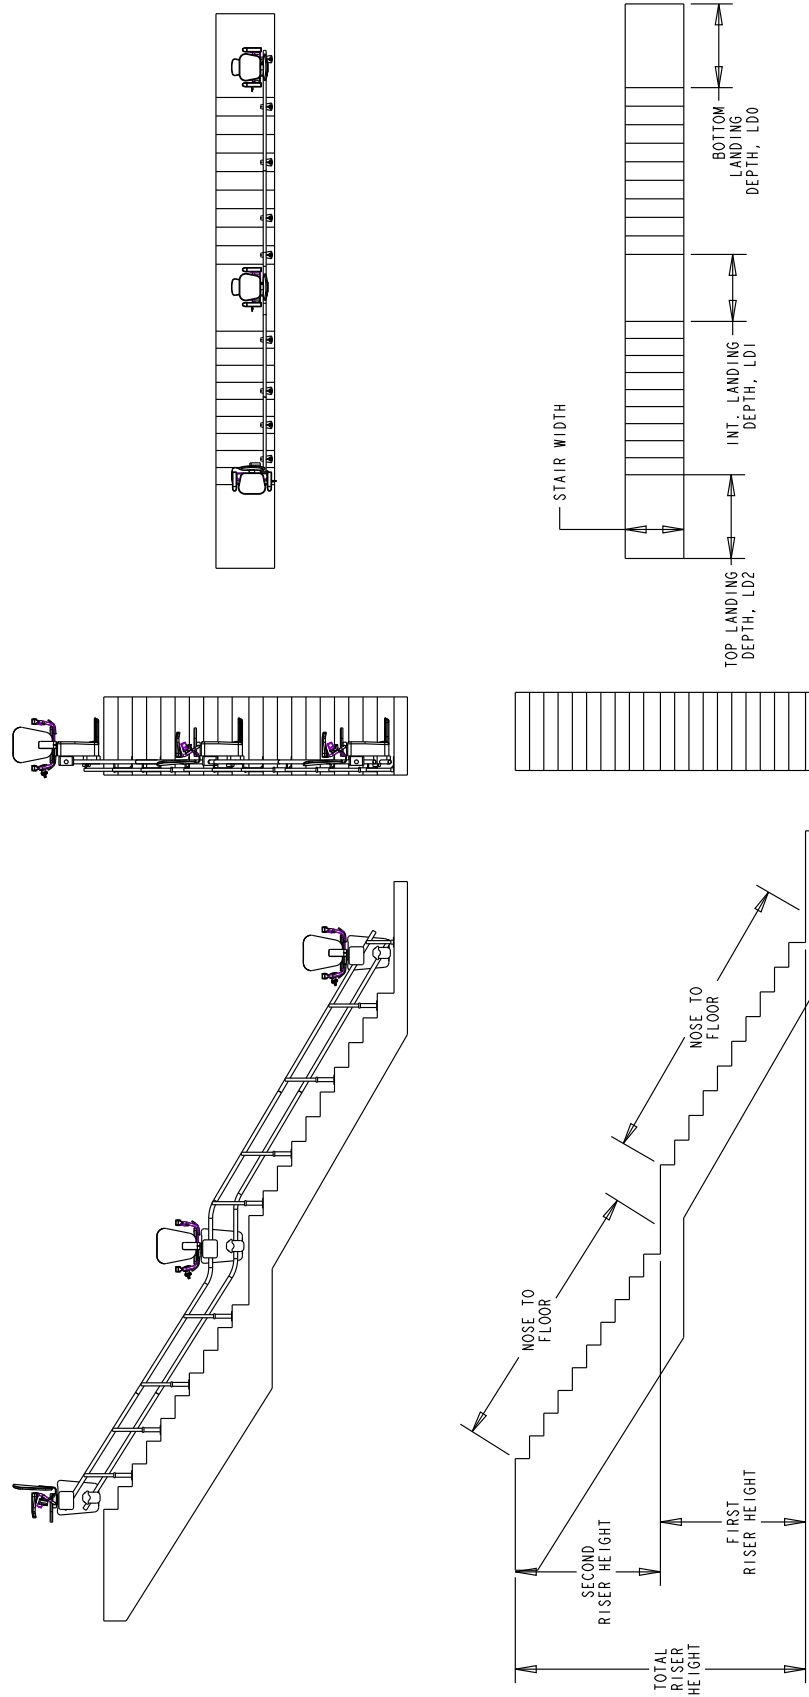 BOTTOM
LANDING
DEPTH, LD0
INT. LANDING
DEPTH, LD1
STAIR WIDTH
TOP LANDING
DEPTH, LD2
NOSE TO
FLOOR
NOSE TO
FLOOR
FIRST
RISER HEIGHT
SECOND
RISER HEIGHT
TOTAL
RISER
HEIGHT